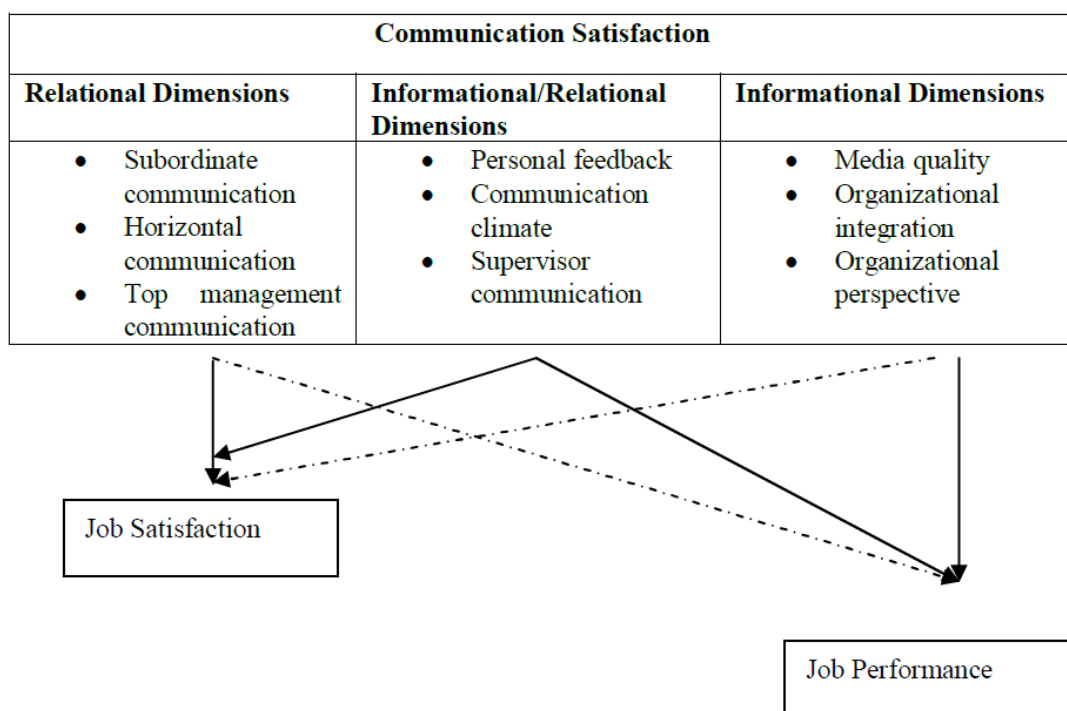 Communication Satisfaction
Relational Dimensions
Informational/Relational
Dimensions
Informational Dimensions
● Subordinate
communication
● Horizontal
communication
● Top management
communication
● Personal feedback
● Communication
climate
● Supervisor
communication
● Media quality
● Organizational
integration
● Organizational
perspective
Job Satisfaction
Job Performance